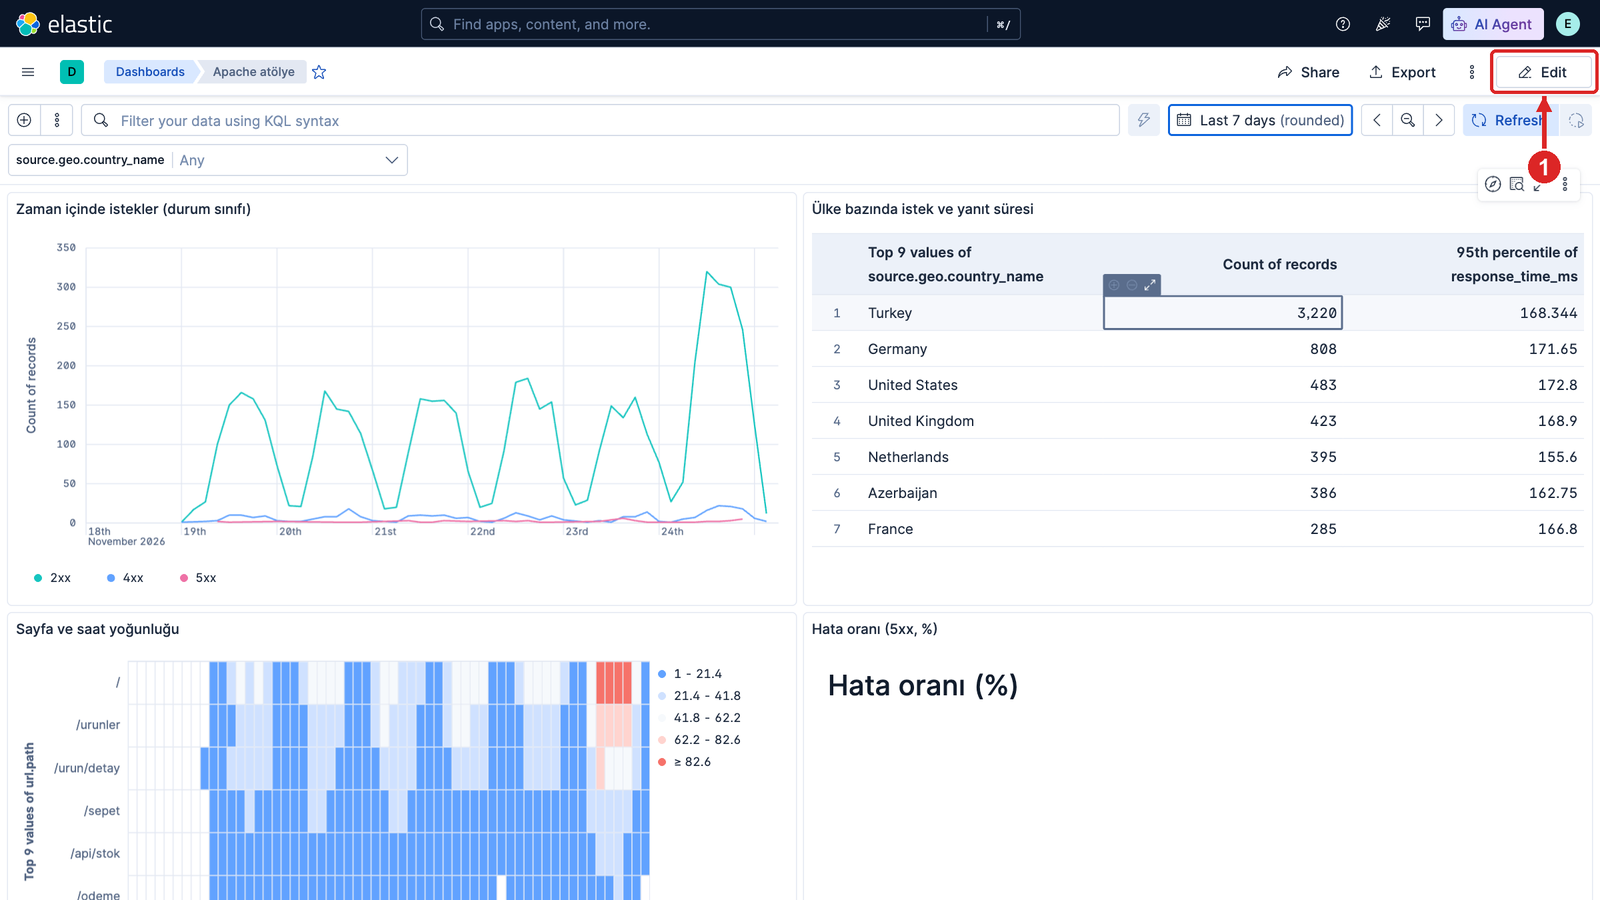 elastic
Find apps, content, and more.
⌘/
AI Agent
E
D
Dashboards
Apache atölye
Share
Export
Edit
Filter your data using KQL syntax
Last 7 days (rounded)
Refresh
1
source.geo.country_name
Any
Zaman içinde istekler (durum sınıfı)
Count of records
350
300
250
200
150
100
50
0
18th
19th
20th
21st
22nd
23rd
24th
November 2026
2xx
4xx
5xx
Ülke bazında istek ve yanıt süresi
Top 9 values of source.geo.country_name
Count of records
95th percentile of response_time_ms
1 Turkey 3,220 168.344
2 Germany 808 171.65
3 United States 483 172.8
4 United Kingdom 423 168.9
5 Netherlands 395 155.6
6 Azerbaijan 386 162.75
7 France 285 166.8
Sayfa ve saat yoğunluğu
Top 9 values of url.path
/
/urunler
/urun/detay
/sepet
/api/stok
/odeme
1 - 21.4
21.4 - 41.8
41.8 - 62.2
62.2 - 82.6
≥ 82.6
Hata oranı (5xx, %)
Hata oranı (%)